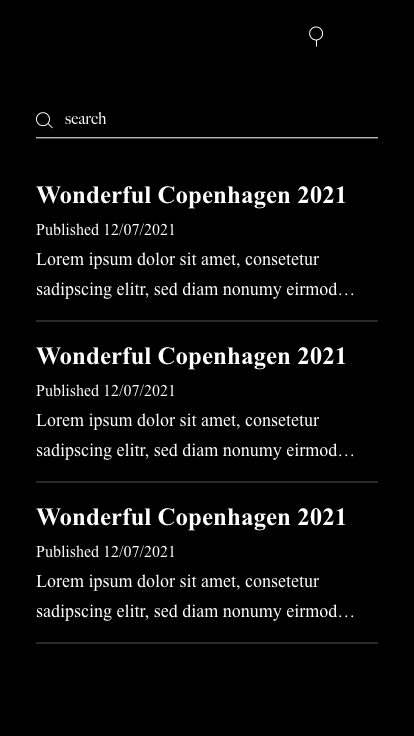 search
Wonderful Copenhagen 2021
Published 12/07/2021
Lorem ipsum dolor sit amet, consetetur
sadipscing elitr, sed diam nonumy eirmod…
Wonderful Copenhagen 2021
Published 12/07/2021
Lorem ipsum dolor sit amet, consetetur
sadipscing elitr, sed diam nonumy eirmod…
Wonderful Copenhagen 2021
Published 12/07/2021
Lorem ipsum dolor sit amet, consetetur
sadipscing elitr, sed diam nonumy eirmod…